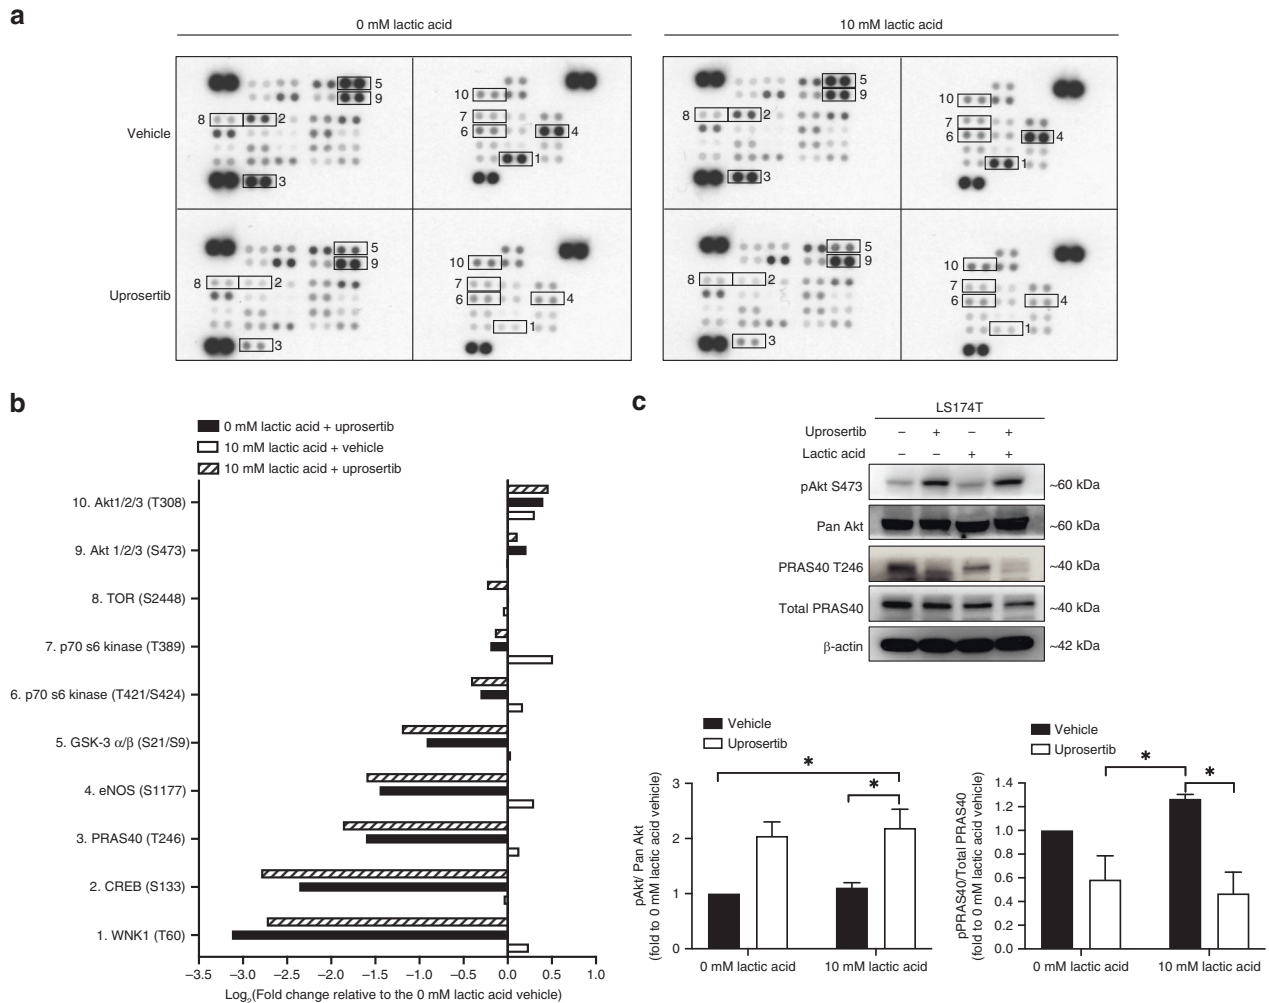 a
0 mM lactic acid
10 mM lactic acid
Vehicle
5
9
8
2
3
10
7
6
4
1
5
9
8
2
3
10
7
6
4
1
Uprosertib
5
9
8
2
3
10
7
6
4
1
5
9
8
2
3
10
7
6
4
1
b
0 mM lactic acid + uprosertib
10 mM lactic acid + vehicle
10 mM lactic acid + uprosertib
10. Akt1/2/3 (T308)
9. Akt 1/2/3 (S473)
8. TOR (S2448)
7. p70 s6 kinase (T389)
6. p70 s6 kinase (T421/S424)
5. GSK-3 α/β (S21/S9)
4. eNOS (S1177)
3. PRAS40 (T246)
2. CREB (S133)
1. WNK1 (T60)
−3.5 −3.0 −2.5 −2.0 −1.5 −1.0 −0.5 0.0 0.5 1.0
Log2(Fold change relative to the 0 mM lactic acid vehicle)
c
LS174T
Uprosertib − + − +
Lactic acid − − + +
pAkt S473 ~60 kDa
Pan Akt ~60 kDa
PRAS40 T246 ~40 kDa
Total PRAS40 ~40 kDa
β-actin ~42 kDa
Vehicle
Uprosertib
pAkt/ Pan Akt
(fold to 0 mM lactic acid vehicle)
3
2
1
0
*
*
0 mM lactic acid 10 mM lactic acid
Vehicle
Uprosertib
pPRAS40/Total PRAS40
(fold to 0 mM lactic acid vehicle)
1.4
1.2
1.0
0.8
0.6
0.4
0.2
0
*
*
0 mM lactic acid 10 mM lactic acid